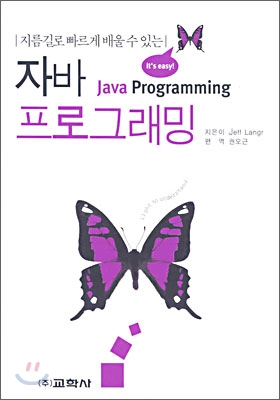 | 지름길로 빠르게 배울 수 있는 |
It's easy!
자바 Java Programming
프로그래밍
지은이 Jeff Langr
편 역 권오근
(주)교학사